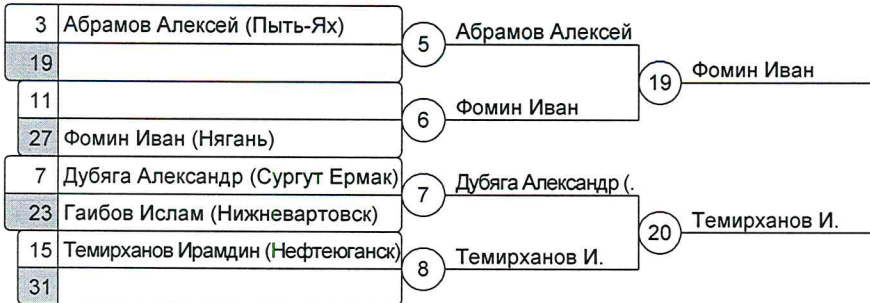 3 Абрамов Алексей (Пыть-Ях)
19
5 Абрамов Алексей
11
27 Фомин Иван (Нягань)
6 Фомин Иван
19 Фомин Иван
7 Дубяга Александр (Сургут Ермак)
23 Гаибов Ислам (Нижневартовск)
7 Дубяга Александр (.
15 Темирханов Ирамдин (Нефтеюганск)
31
8 Темирханов И.
20 Темирханов И.